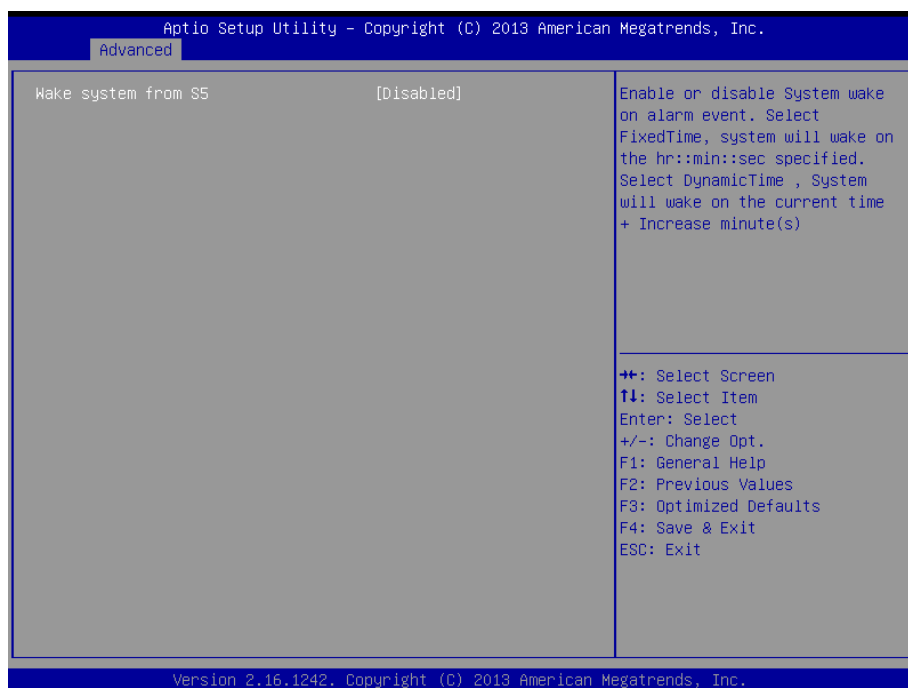 Aptio Setup Utility – Copyright (C) 2013 American Megatrends, Inc.
Advanced
Wake system from S5 [Disabled]
Enable or disable System wake
on alarm event. Select
FixedTime, system will wake on
the hr::min::sec specified.
Select DynamicTime , System
will wake on the current time
+ Increase minute(s)
→←: Select Screen
↑↓: Select Item
Enter: Select
+/-: Change Opt.
F1: General Help
F2: Previous Values
F3: Optimized Defaults
F4: Save & Exit
ESC: Exit
Version 2.16.1242. Copyright (C) 2013 American Megatrends, Inc.